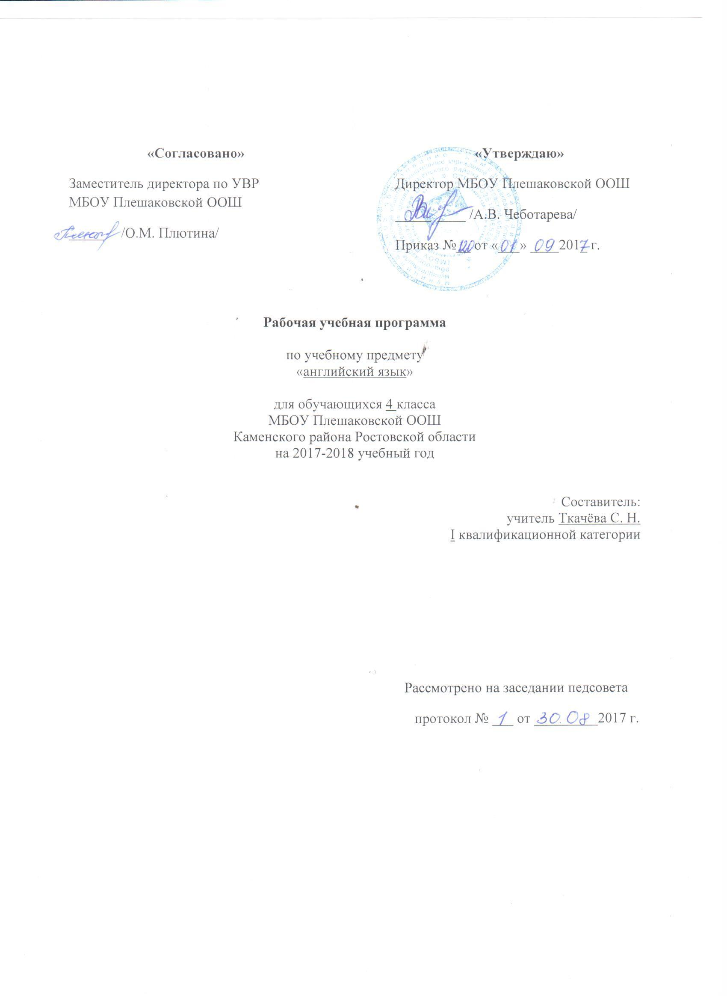 «Согласовано»
Заместитель директора по УВР
МБОУ Плешаковской ООШ
/О.М. Плютина/
«Утверждаю»
Директор МБОУ Плешаковской ООШ
/А.В. Чеботарева/
Приказ № 120 от «01» 09 2017 г.
Рабочая учебная программа
по учебному предмету
«английский язык»
для обучающихся 4 класса
МБОУ Плешаковской ООШ
Каменского района Ростовской области
на 2017-2018 учебный год
Составитель:
учитель Ткачёва С. Н.
I квалификационной категории
Рассмотрено на заседании педсовета
протокол № 1 от 30.08 2017 г.